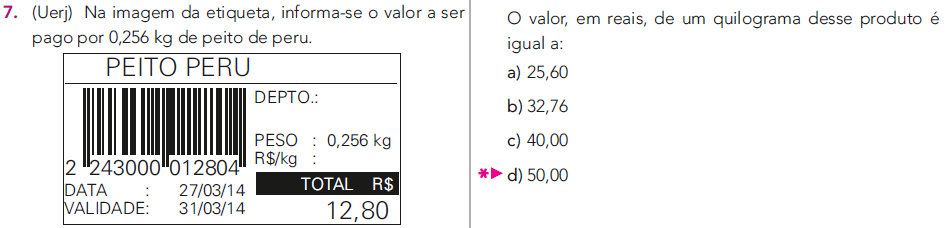 7. (Uerj) Na imagem da etiqueta, informa-se o valor a ser
pago por 0,256 kg de peito de peru.
PEITO PERU
DEPTO.:
PESO : 0,256 kg
R$/kg :
2 243000 012804
TOTAL R$
DATA : 27/03/14
VALIDADE: 31/03/14
12,80
O valor, em reais, de um quilograma desse produto é
igual a:
a) 25,60
b) 32,76
c) 40,00
d) 50,00